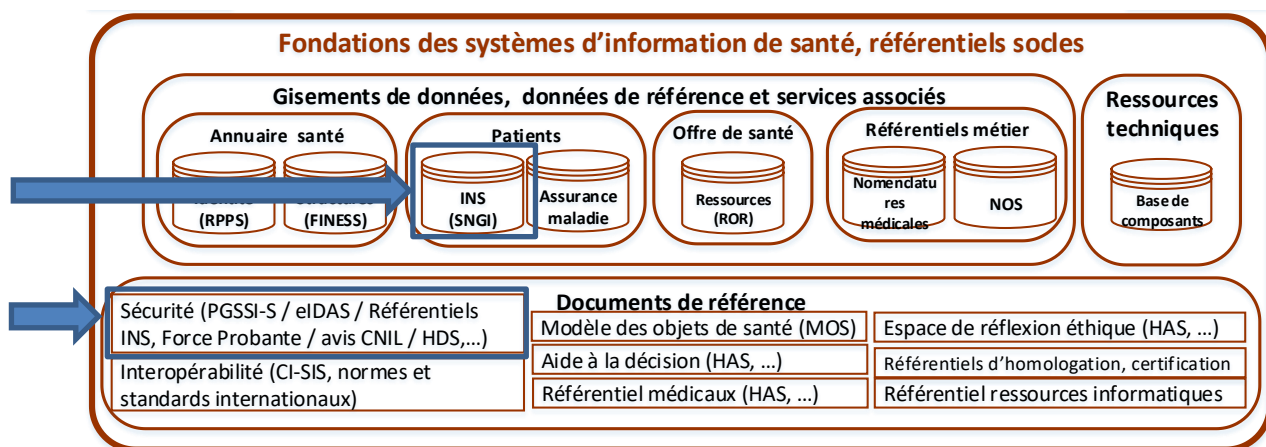 Fondations des systèmes d'information de santé, référentiels socles
Gisements de données, données de référence et services associés
Ressources
techniques
Annuaire santé
Patients
Offre de santé
Référentiels métier
(RPPS)
(FINESS)
INS
(SNGI)
Assurance
maladie
Ressources
(ROR)
Nomenclatu
res
médicales
NOS
Base de
composants
Documents de référence
Sécurité (PGSSI-S / eIDAS / Référentiels
INS, Force Probante / avis CNIL / HDS,...)
Interopérabilité (CI-SIS, normes et
standards internationaux)
Modèle des objets de santé (MOS)
Aide à la décision (HAS, ...)
Référentiel médicaux (HAS, ...)
Espace de réflexion éthique (HAS, ...)
Référentiels d'homologation, certification
Référentiel ressources informatiques